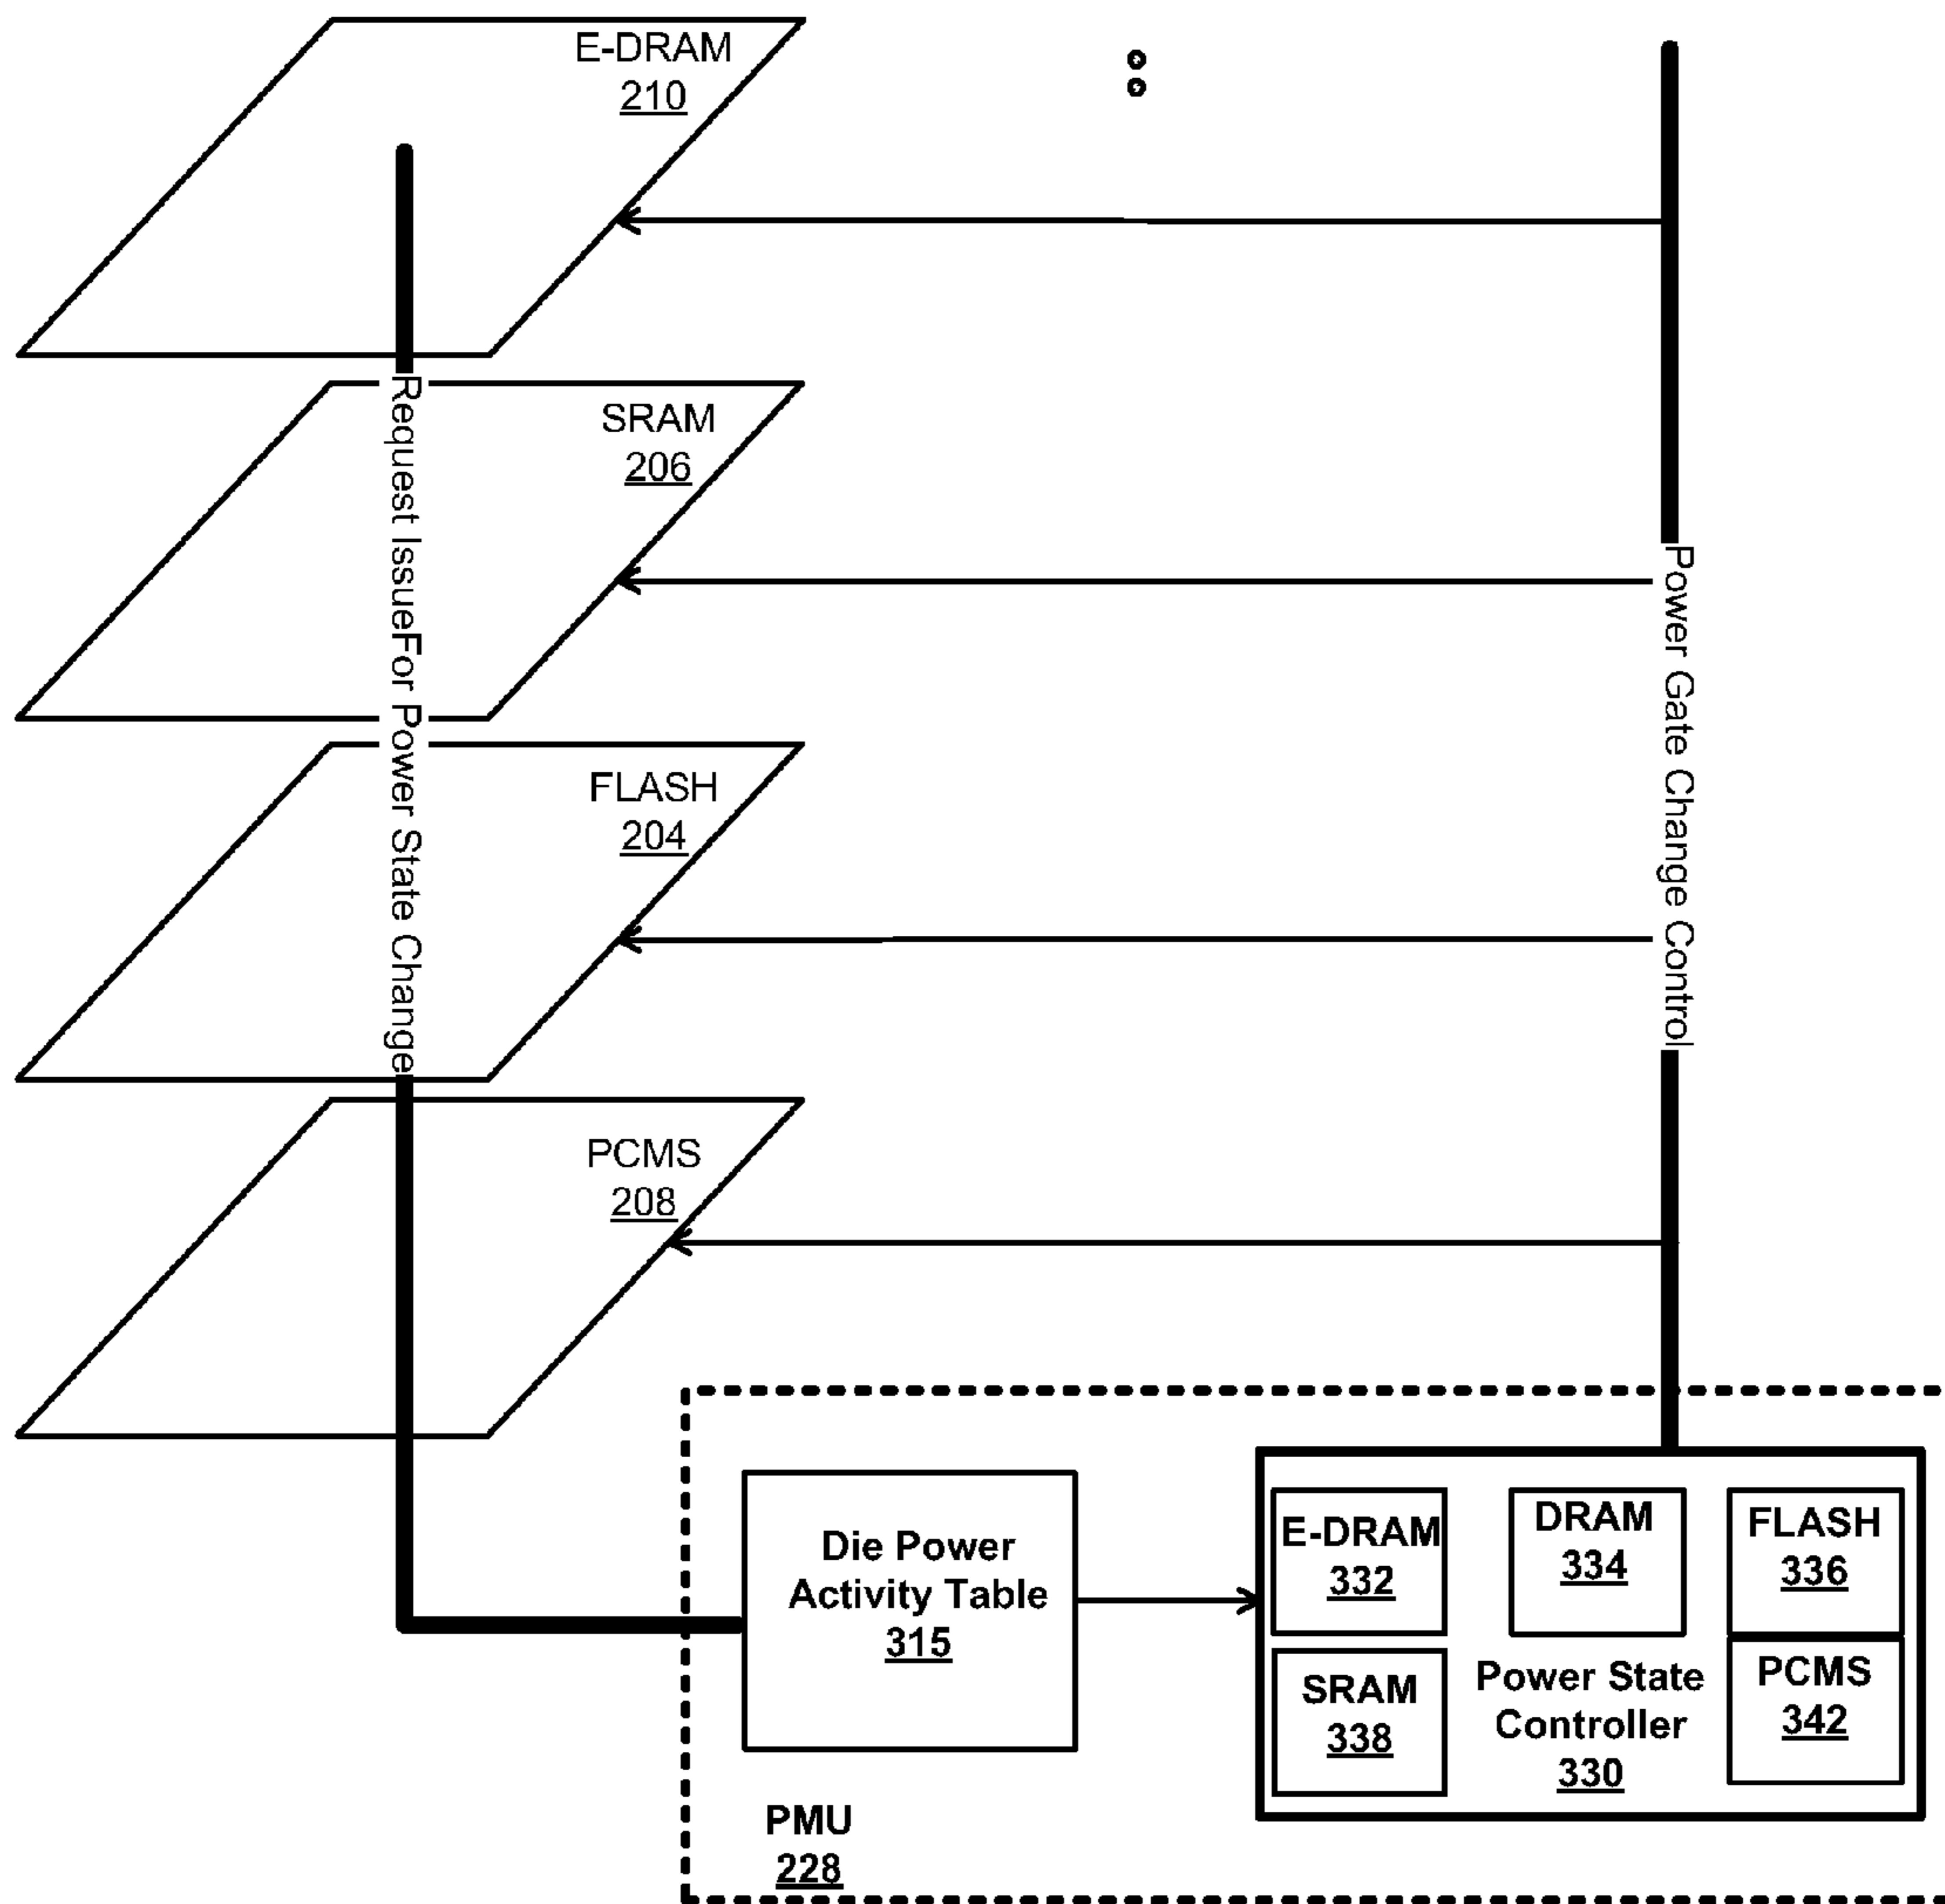 E-DRAM
210
SRAM
206
FLASH
204
PCMS
208
Request IssueFor Power State Change
Power Gate Change Control
Die Power
Activity Table
315
E-DRAM
332
DRAM
334
FLASH
336
SRAM
338
Power State
Controller
330
PCMS
342
PMU
228